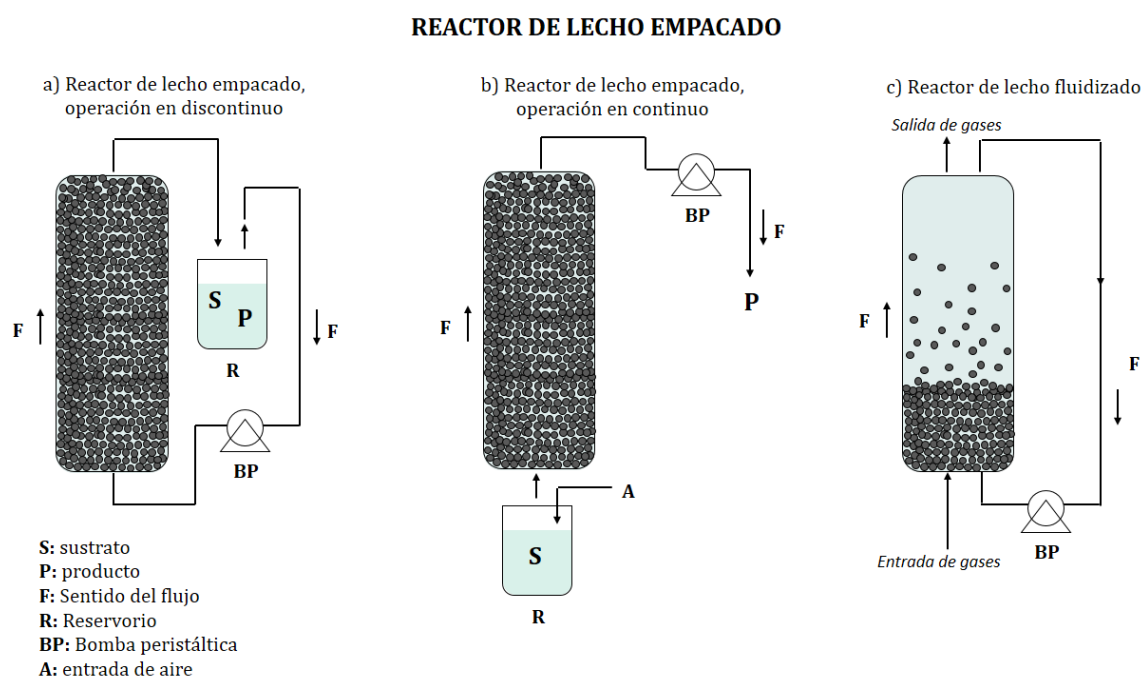 REACTOR DE LECHO EMPACADO
a) Reactor de lecho empacado,
operación en discontinuo
b) Reactor de lecho empacado,
operación en continuo
c) Reactor de lecho fluidizado
Salida de gases
BP
F
P
S
P
R
F
F
BP
F
A
S
R
F
F
BP
Entrada de gases
S: sustrato
P: producto
F: Sentido del flujo
R: Reservorio
BP: Bomba peristáltica
A: entrada de aire